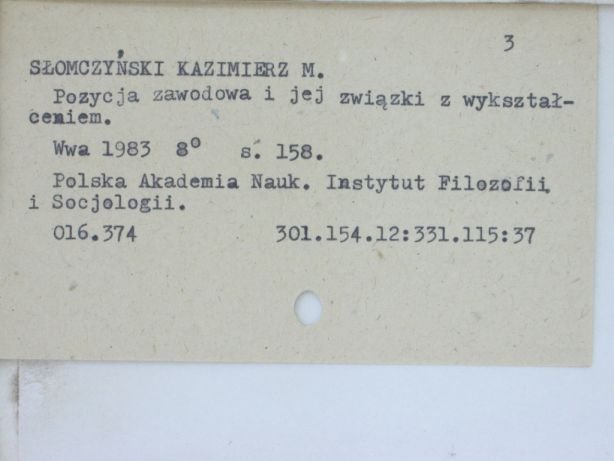 3
SŁOMCZYŃSKI KAZIMIERZ M.
Pozycja zawodowa i jej związki z wykształ-
ceniem.
Wwa 1983 8° s. 158.
Polska Akademia Nauk. Instytut Filozofii
i Socjologii.
016.374 301.154.12:331.115:37